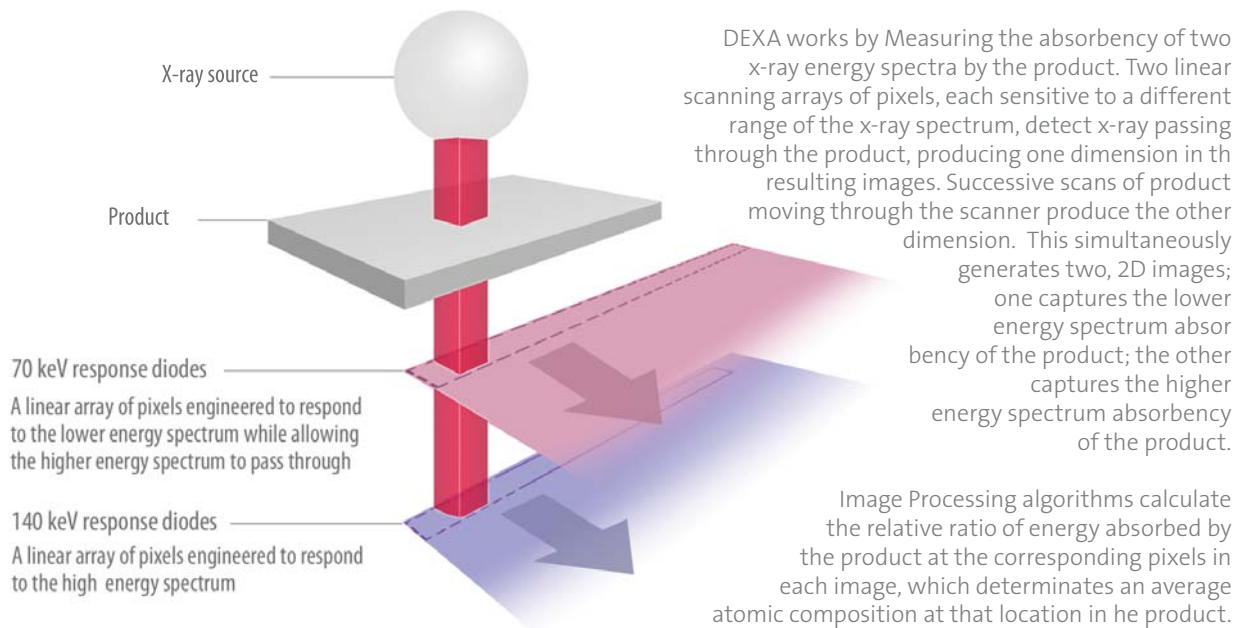 X-ray source
Product
70 keV response diodes
A linear array of pixels engineered to respond
to the lower energy spectrum while allowing
the higher energy spectrum to pass through
140 keV response diodes
A linear array of pixels engineered to respond
to the high energy spectrum
DEXA works by Measuring the absorbency of two
x-ray energy spectra by the product. Two linear
scanning arrays of pixels, each sensitive to a different
range of the x-ray spectrum, detect x-ray passing
through the product, producing one dimension in th
resulting images. Successive scans of product
moving through the scanner produce the other
dimension. This simultaneously
generates two, 2D images;
one captures the lower
energy spectrum absor
bency of the product; the other
captures the higher
energy spectrum absorbency
of the product.
Image Processing algorithms calculate
the relative ratio of energy absorbed by
the product at the corresponding pixels in
each image, which determinates an average
atomic composition at that location in he product.